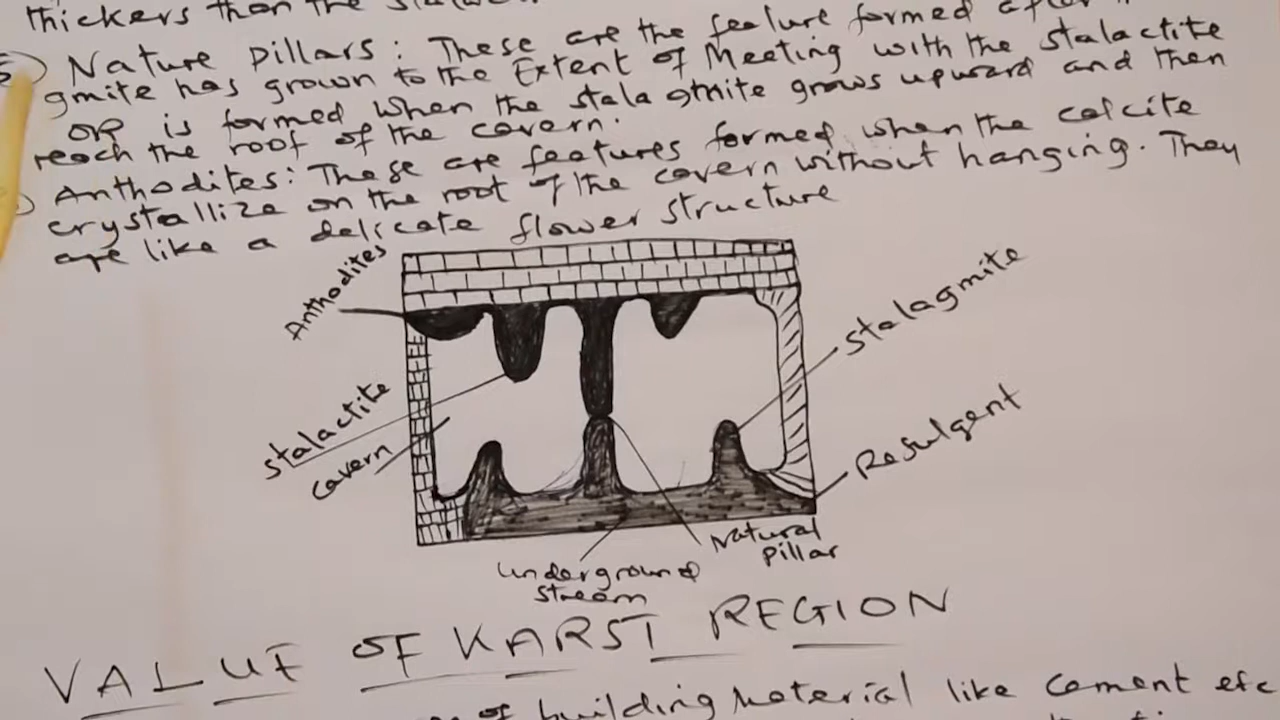 thickers than the
5) Nature Pillars: These are the feature formed after
gmite has grown to the Extent of Meeting with the stalactite
OR is formed when the stalagmite grows upward and then
reach the roof of the cavern.
Anthodites: These are features formed when the calcite
crystallize on the root of the cavern without hanging. They
are like a delicate flower structure
Anthodites
stalagmite
stalactite
cavern
Resulgent
Natural
pillar
underground
stream
VALUE OF KARST REGION
of building Material like cement etc